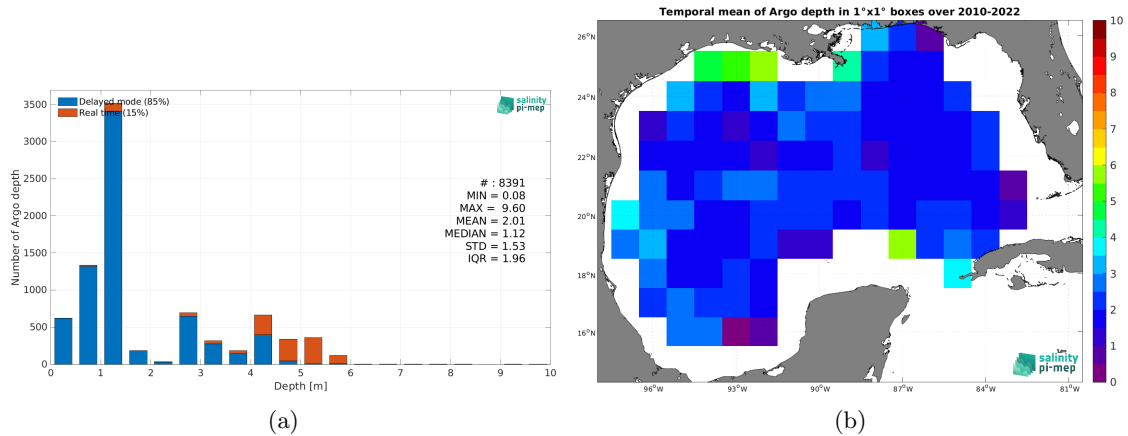 Temporal mean of Argo depth in 1°x1° boxes over 2010-2022
Delayed mode (85%)
Real time (15%)
salinity
pi-mep
# : 8391
MIN = 0.08
MAX = 9.60
MEAN = 2.01
MEDIAN = 1.12
STD = 1.53
IQR = 1.96
Number of Argo depth
3500
3000
2500
2000
1500
1000
500
0
0 1 2 3 4 5 6 7 8 9 10
Depth [m]
26°N
24°N
22°N
20°N
18°N
16°N
96°W 93°W 90°W 87°W 84°W 81°W
salinity
pi-mep
10
9
8
7
6
5
4
3
2
1
0
(a)
(b)